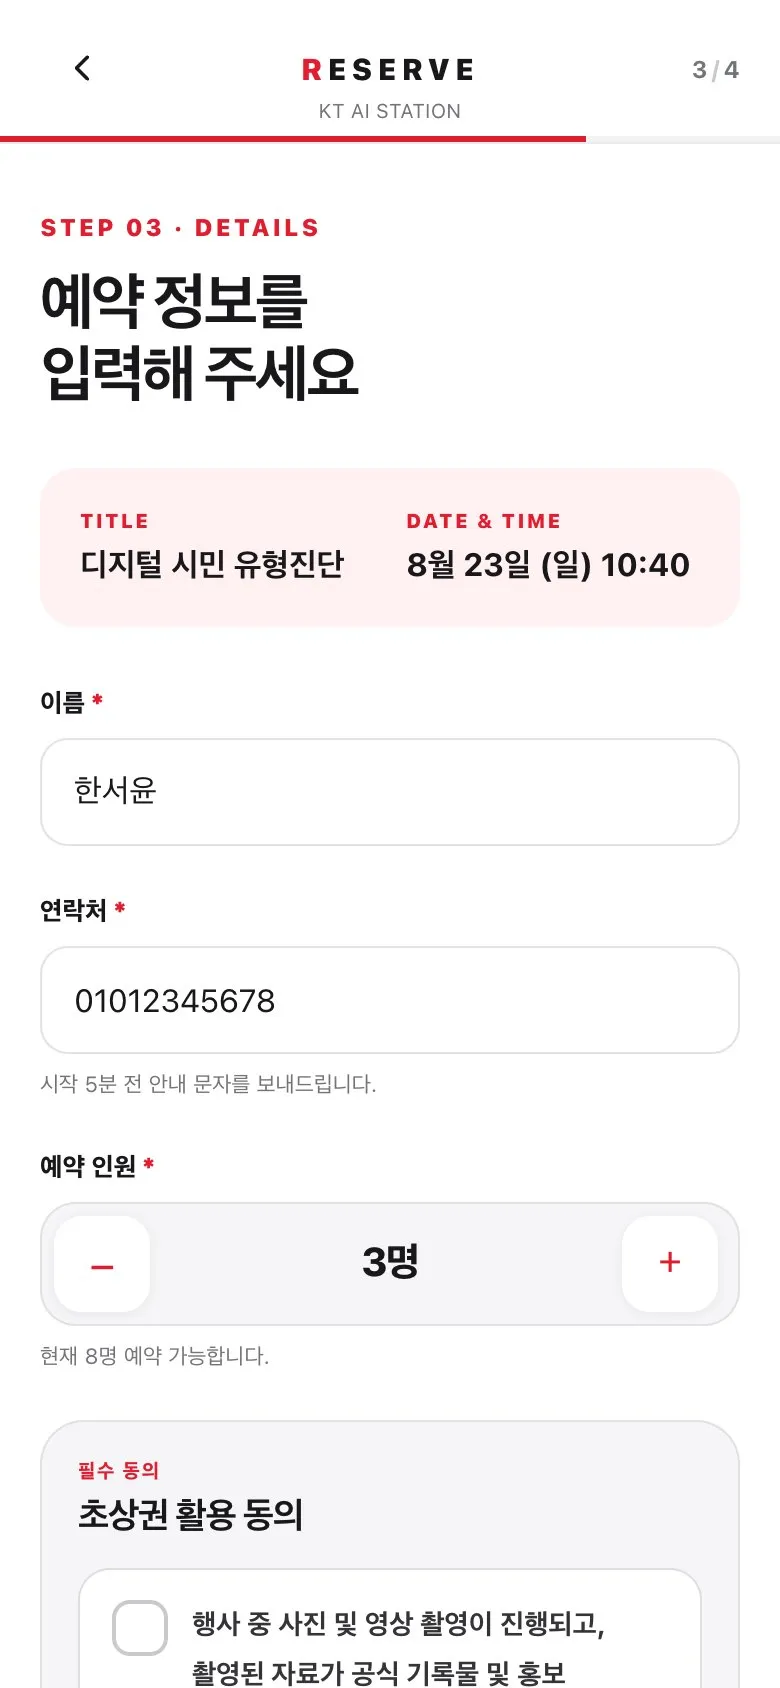 RESERVE
3/4
KT AI STATION
STEP 03 · DETAILS
예약 정보를
입력해 주세요
TITLE
DATE & TIME
디지털 시민 유형진단
8월 23일 (일) 10:40
이름 *
한서윤
연락처 *
01012345678
시작 5분 전 안내 문자를 보내드립니다.
예약 인원 *
– 3명 +
현재 8명 예약 가능합니다.
필수 동의
초상권 활용 동의
행사 중 사진 및 영상 촬영이 진행되고,
촬영된 자료가 공식 기록물 및 홍보